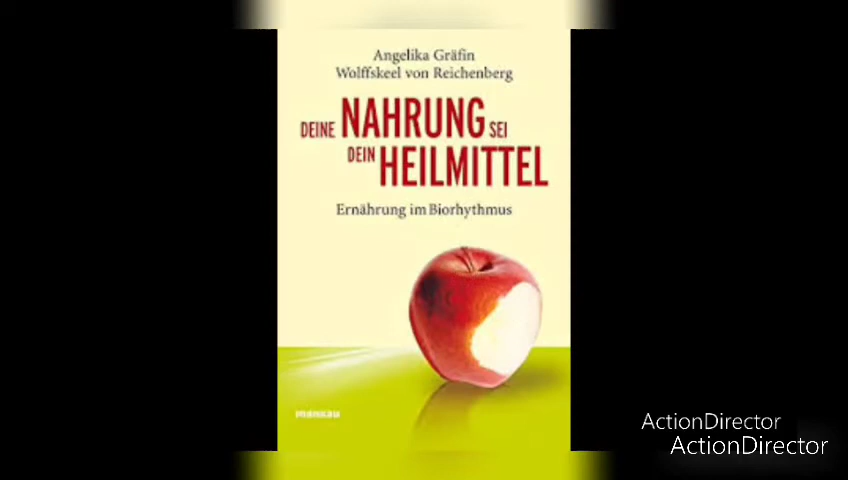 Angelika Gräfin
Wolffskeel von Reichenberg
DEINE NAHRUNG SEI
DEIN HEILMITTEL
Ernährung im Biorhythmus
mankau
ActionDirector
ActionDirector